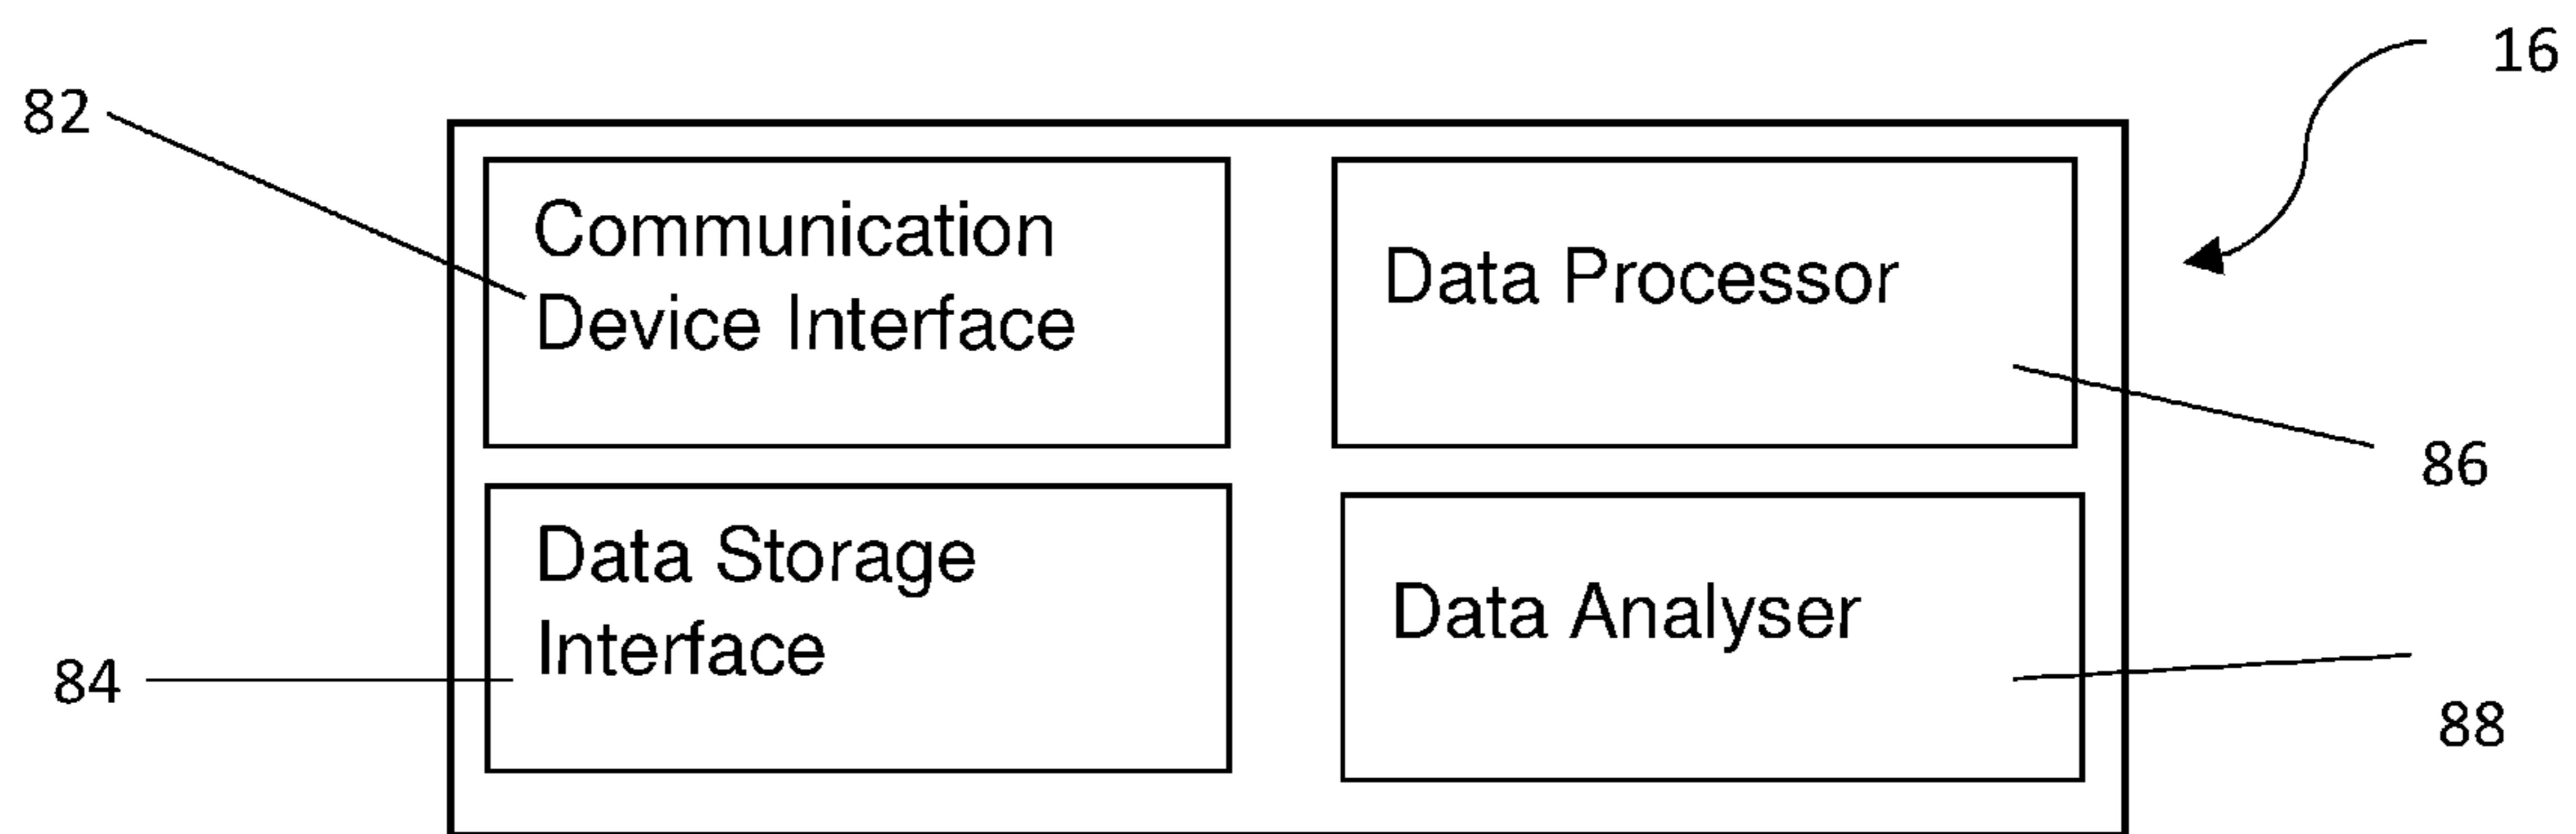 16
82
Communication
Device Interface
Data Processor
86
Data Storage
Interface
84
Data Analyser
88